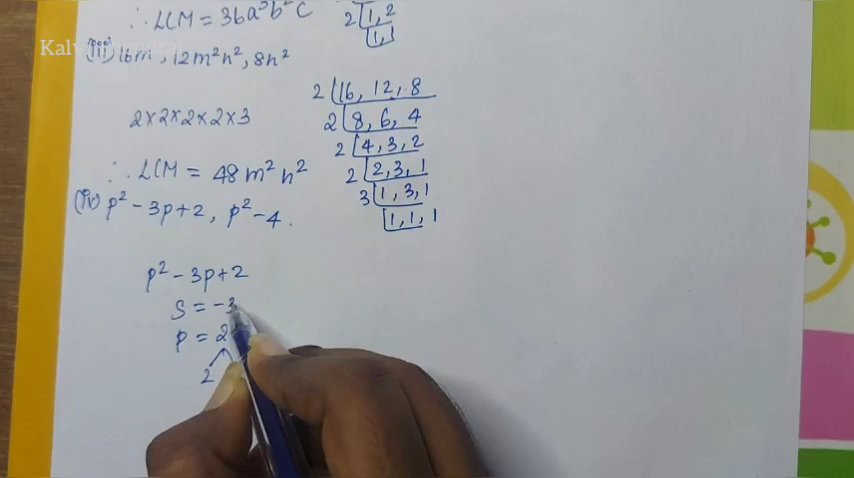 ∴ LCM = 36a³b²c
2 | 1, 2
1, 1
(iii) 16m, 12m²n², 8n²
2 | 16, 12, 8
2×2×2×2×3
2 | 8, 6, 4
2 | 4, 3, 2
∴ LCM = 48 m² n²
2 | 2, 3, 1
3 | 1, 3, 1
(iv) p² - 3p + 2, p² - 4.
1, 1, 1
p² - 3p + 2
S = -3
P = 2
2